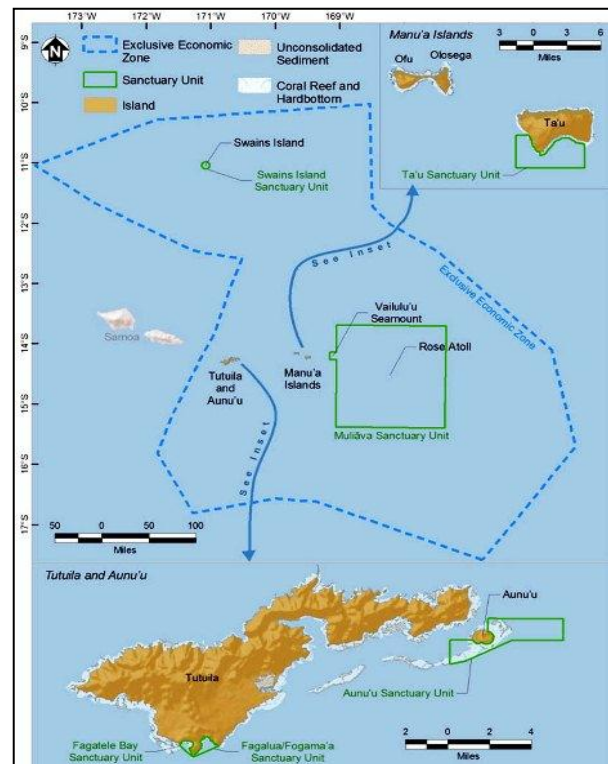 173°W 171°W 170°W 169°W
9°S
10°S
11°S
12°S
13°S
14°S
15°S
16°S
17°S
N
Exclusive Economic
Zone
Sanctuary Unit
Island
Unconsolidated
Sediment
Coral Reef and
Hardbottom
Manu'a Islands
3 0 3 6
Miles
Ofu
Olosega
Ta'u
Ta'u Sanctuary Unit
Swains Island
Swains Island
Sanctuary Unit
See Inset
Exclusive Economic Zone
Samoa
Vailulu'u
Seamount
Rose Atoll
Tutuila
and
Aunu'u
Manu'a
Islands
Muliāva Sanctuary Unit
See Inset
50 0 50 100
Miles
Tutuila and Aunu'u
Aunu'u
Tutuila
Aunu'u Sanctuary Unit
Fagatele Bay
Sanctuary Unit
Fagalua/Fogama'a
Sanctuary Unit
2 0 2 4
Miles